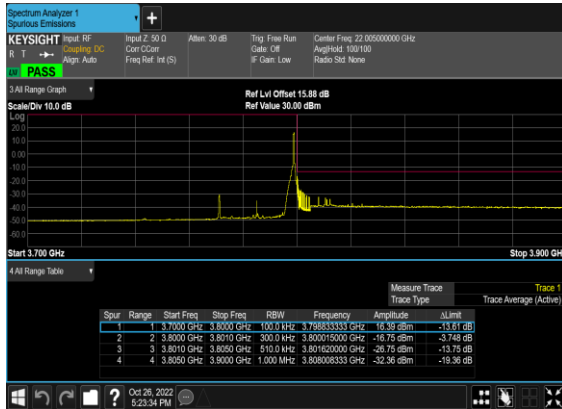 Spectrum Analyzer 1
Spurious Emissions
+
KEYSIGHT Input: RF Input Z: 50 Ω Atten: 30 dB Trig: Free Run Center Freq: 22.005000000 GHz
R T Coupling: DC Corr CCorr Gate: Off Avg|Hold: 100/100
Align: Auto Freq Ref: Int (S) IF Gain: Low Radio Std: None
PASS
3 All Range Graph Ref Lvl Offset 15.88 dB
Scale/Div 10.0 dB Ref Value 30.00 dBm
Log
20.0
10.0
0.00
-10.0
-20.0
-30.0
-40.0
-50.0
-60.0
Start 3.700 GHz Stop 3.900 GHz
4 All Range Table
Measure Trace Trace 1
Trace Type Trace Average (Active)
Spur Range Start Freq Stop Freq RBW Frequency Amplitude ΔLimit
1 1 3.7000 GHz 3.8000 GHz 100.0 kHz 3.798833333 GHz 16.39 dBm -13.61 dB
2 2 3.8000 GHz 3.8010 GHz 300.0 kHz 3.800015000 GHz -16.75 dBm -3.748 dB
3 3 3.8010 GHz 3.8050 GHz 510.0 kHz 3.801620000 GHz -26.75 dBm -13.75 dB
4 4 3.8050 GHz 3.9000 GHz 1.000 MHz 3.808008333 GHz -32.36 dBm -19.36 dB
? Oct 26, 2022
5:23:34 PM